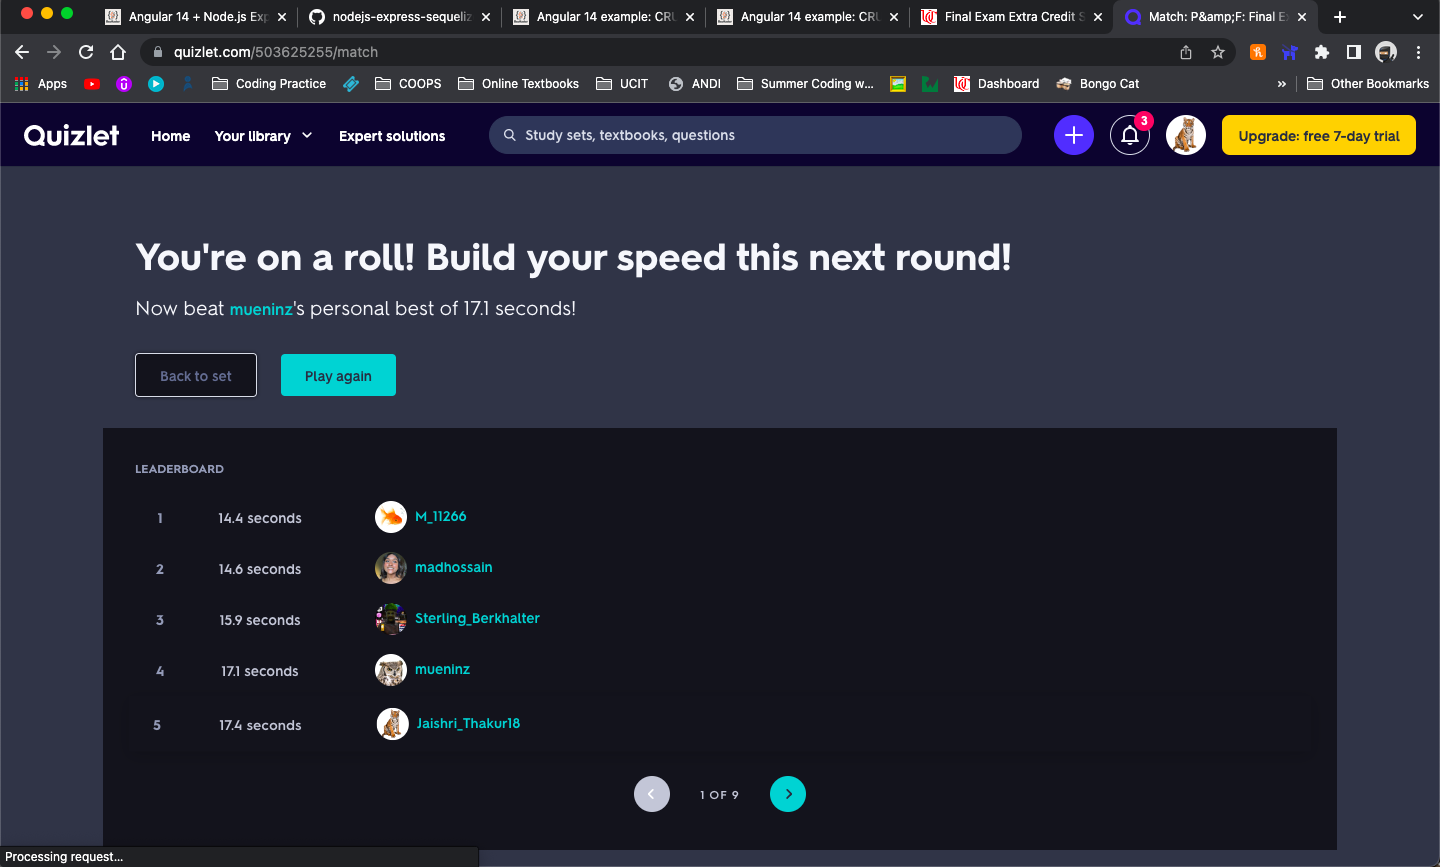 Angular 14 + Node.js Exp
nodejs-express-sequeliz
Angular 14 example: CRU
Angular 14 example: CRU
Final Exam Extra Credit S
Match: P&amp;F: Final Ex
quizlet.com/503625255/match
Apps
Coding Practice
COOPS
Online Textbooks
UCIT
ANDI
Summer Coding w...
Dashboard
Bongo Cat
»
Other Bookmarks
Quizlet
Home
Your library
Expert solutions
Study sets, textbooks, questions
3
Upgrade: free 7-day trial
You're on a roll! Build your speed this next round!
Now beat mueninz's personal best of 17.1 seconds!
Back to set
Play again
LEADERBOARD
1 14.4 seconds M_11266
2 14.6 seconds madhossain
3 15.9 seconds Sterling_Berkhalter
4 17.1 seconds mueninz
5 17.4 seconds Jaishri_Thakur18
1 OF 9
Processing request...